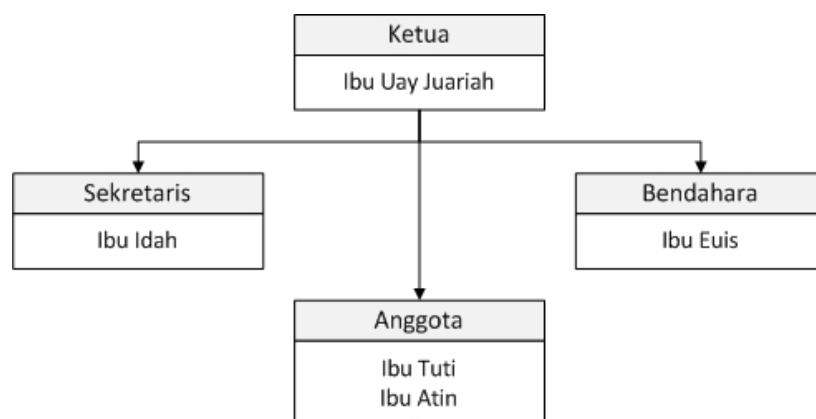 Ketua
Ibu Uay Juariah
Sekretaris
Ibu Idah
Bendahara
Ibu Euis
Anggota
Ibu Tuti
Ibu Atin